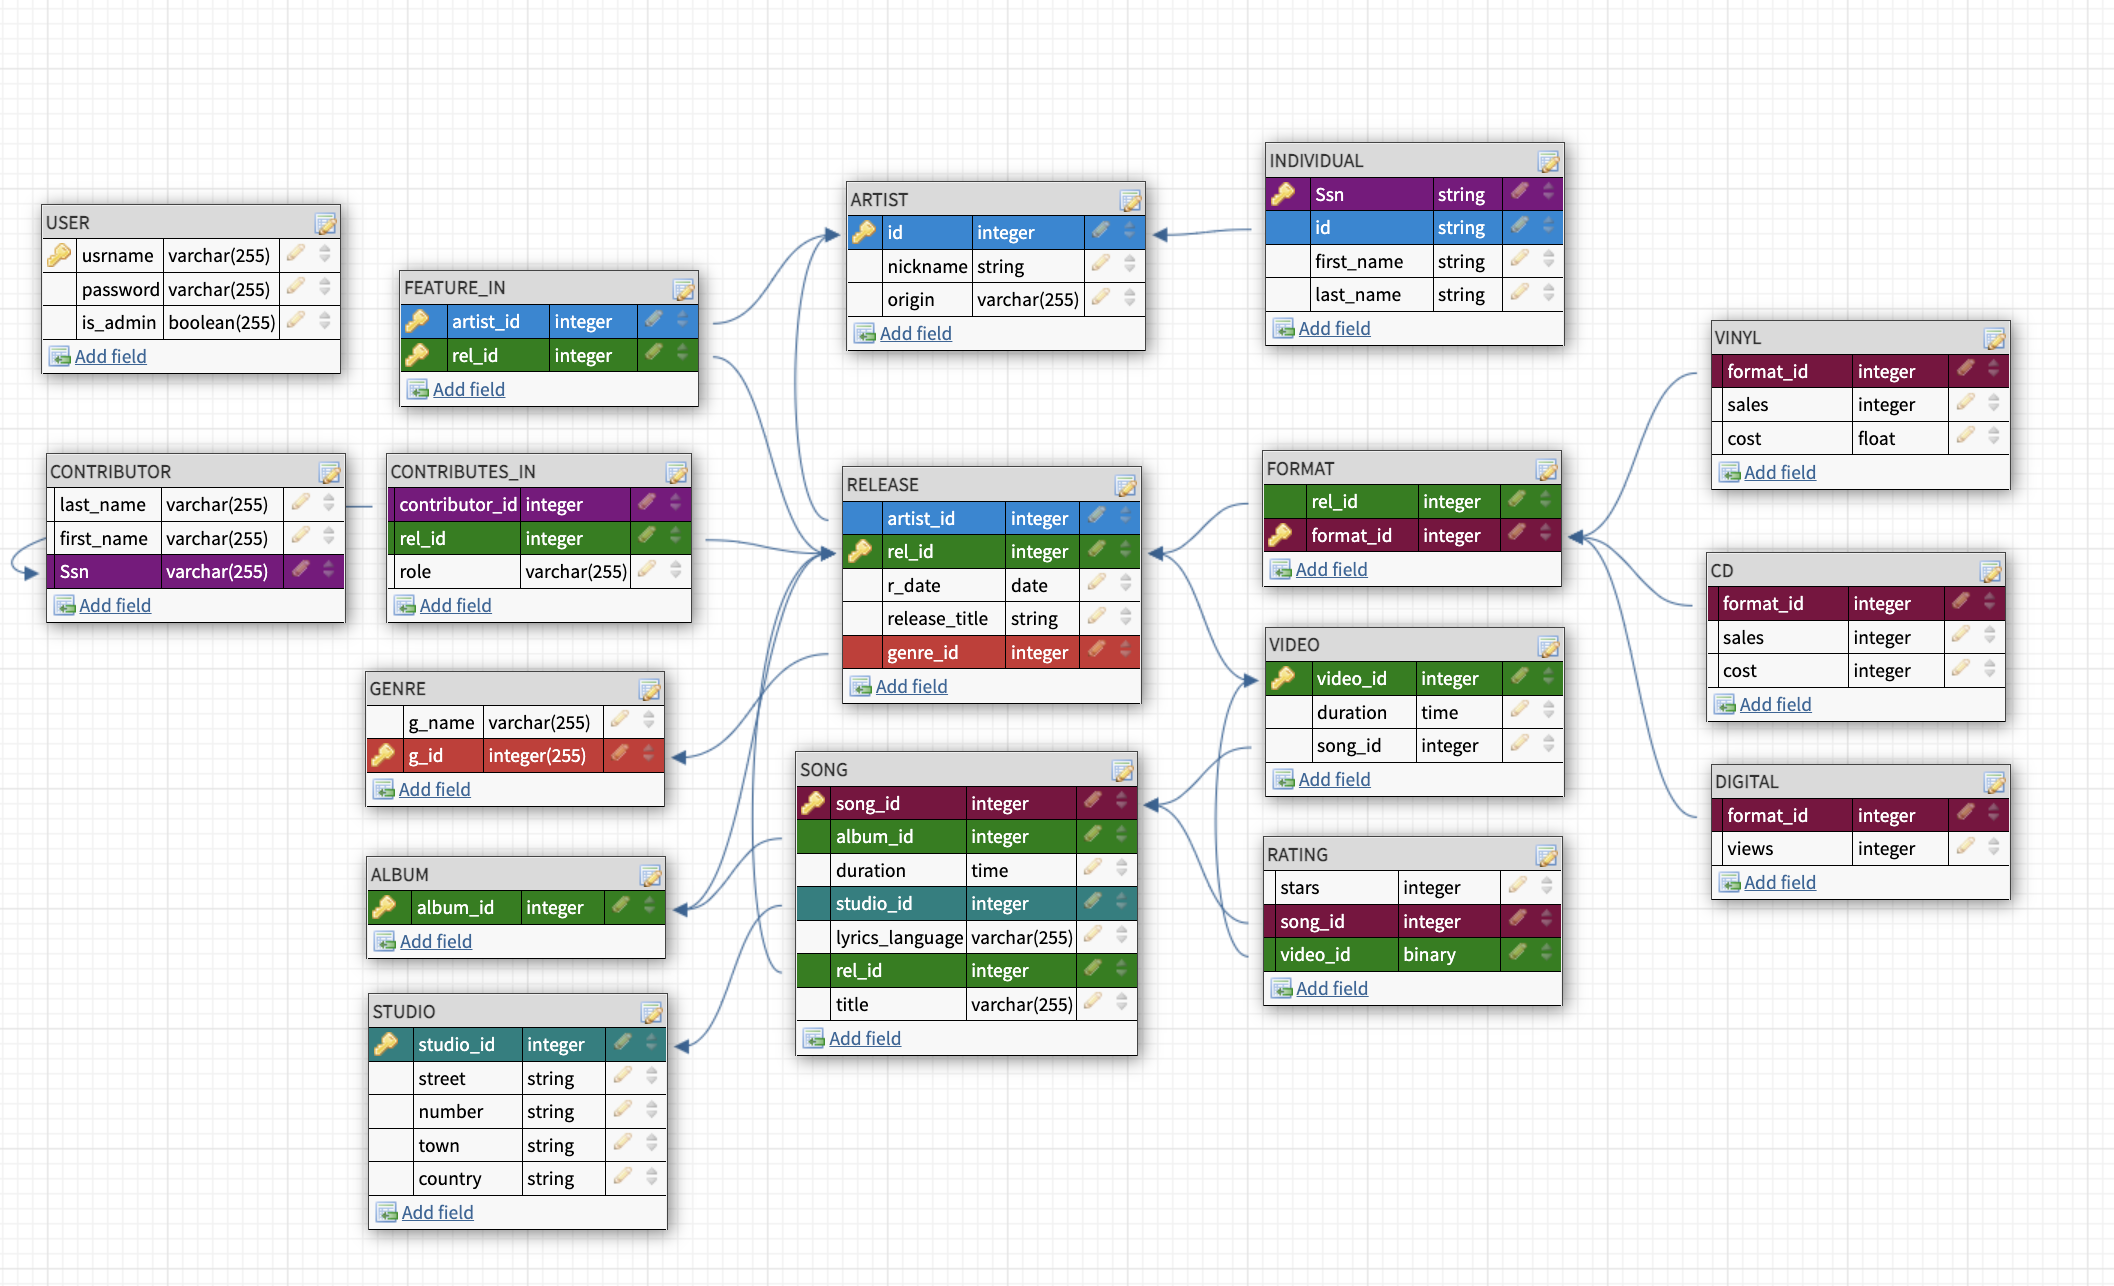 USER
usrname varchar(255)
password varchar(255)
is_admin boolean(255)
Add field
FEATURE_IN
artist_id integer
rel_id integer
Add field
ARTIST
id integer
nickname string
origin varchar(255)
Add field
INDIVIDUAL
Ssn string
id string
first_name string
last_name string
Add field
VINYL
format_id integer
sales integer
cost float
Add field
CONTRIBUTOR
last_name varchar(255)
first_name varchar(255)
Ssn varchar(255)
Add field
CONTRIBUTES_IN
contributor_id integer
rel_id integer
role varchar(255)
Add field
RELEASE
artist_id integer
rel_id integer
r_date date
release_title string
genre_id integer
Add field
FORMAT
rel_id integer
format_id integer
Add field
CD
format_id integer
sales integer
cost integer
Add field
GENRE
g_name varchar(255)
g_id integer(255)
Add field
VIDEO
video_id integer
duration time
song_id integer
Add field
SONG
song_id integer
album_id integer
duration time
studio_id integer
lyrics_language varchar(255)
rel_id integer
title varchar(255)
Add field
DIGITAL
format_id integer
views integer
Add field
ALBUM
album_id integer
Add field
RATING
stars integer
song_id integer
video_id binary
Add field
STUDIO
studio_id integer
street string
number string
town string
country string
Add field